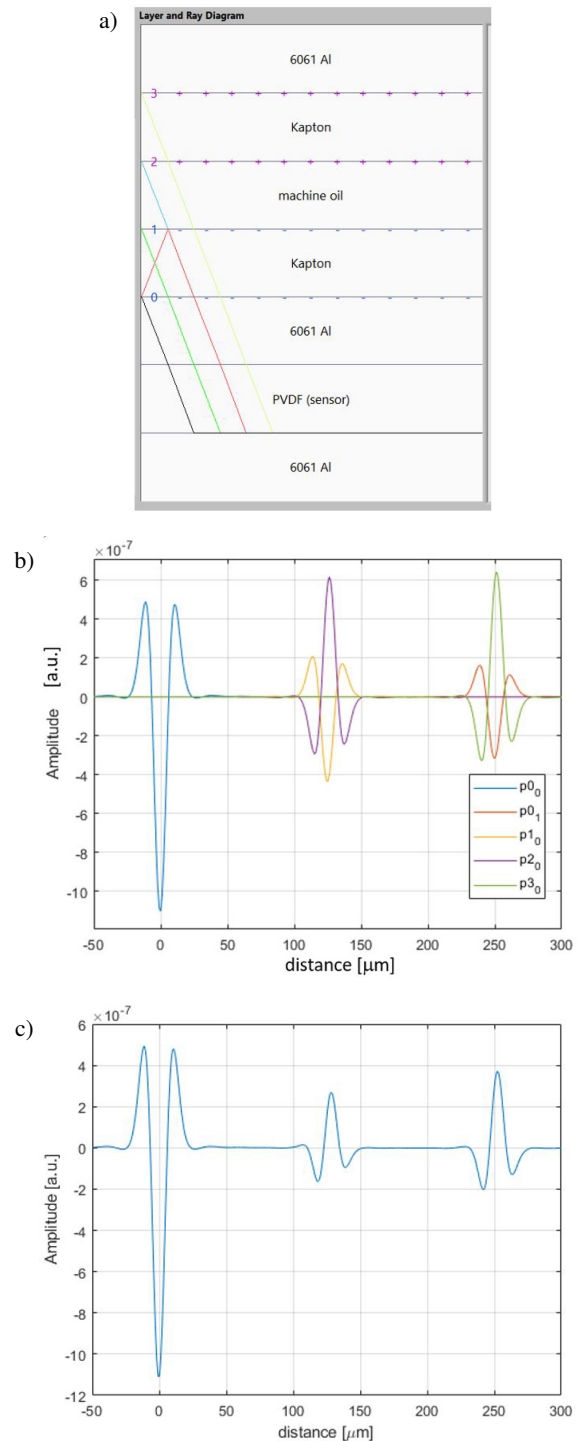 a)
Layer and Ray Diagram
6061 Al
3
Kapton
2
machine oil
1
Kapton
0
6061 Al
PVDF (sensor)
6061 Al
b)
×10⁻⁷
6
4
2
0
-2
-4
-6
-8
-10
Amplitude [a.u.]
p0₀
p0₁
p1₀
p2₀
p3₀
-50 0 50 100 150 200 250 300
distance [μm]
c)
×10⁻⁷
6
4
2
0
-2
-4
-6
-8
-10
-12
Amplitude [a.u.]
-50 0 50 100 150 200 250 300
distance [μm]